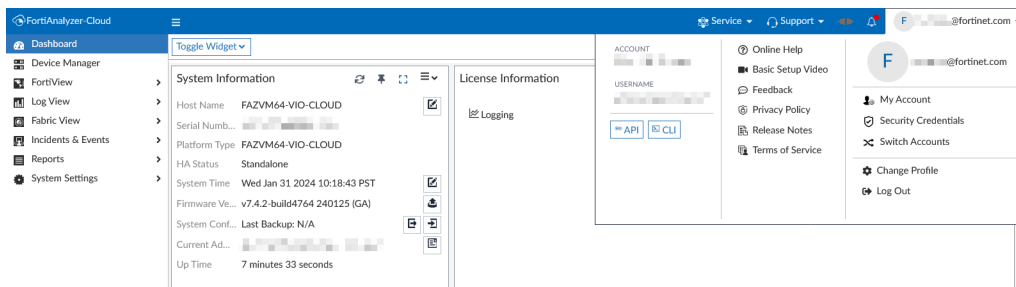 FortiAnalyzer-Cloud
Service
Support
F
@fortinet.com
Dashboard
Device Manager
FortiView
Log View
Fabric View
Incidents & Events
Reports
System Settings
Toggle Widget
System Information
Host Name FAZVM64-VIO-CLOUD
Serial Numb...
Platform Type FAZVM64-VIO-CLOUD
HA Status Standalone
System Time Wed Jan 31 2024 10:18:43 PST
Firmware Ve... v7.4.2-build4764 240125 (GA)
System Conf... Last Backup: N/A
Current Ad...
Up Time 7 minutes 33 seconds
License Information
Logging
ACCOUNT
USERNAME
API CLI
Online Help
Basic Setup Video
Feedback
Privacy Policy
Release Notes
Terms of Service
F
@fortinet.com
My Account
Security Credentials
Switch Accounts
Change Profile
Log Out